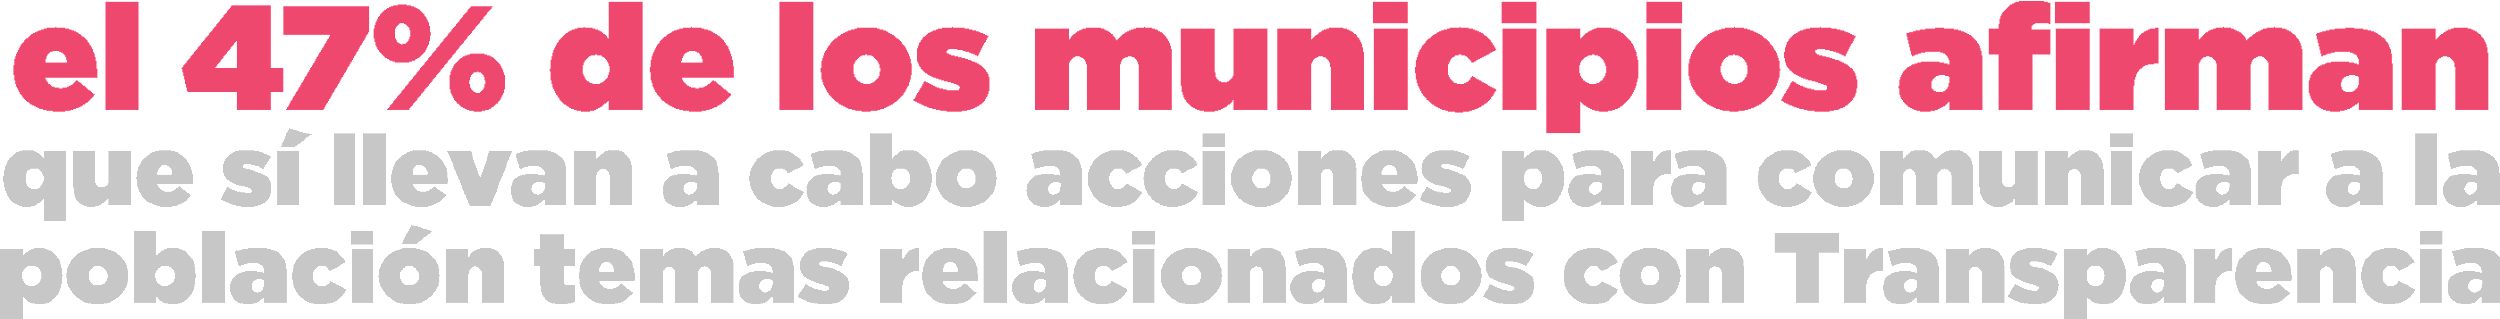 el 47% de los municipios afirman
que sí llevan a cabo acciones para comunicar a la
población temas relacionados con Transparencia